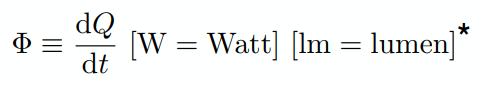 Φ ≡ dQ/dt [W = Watt] [lm = lumen]*